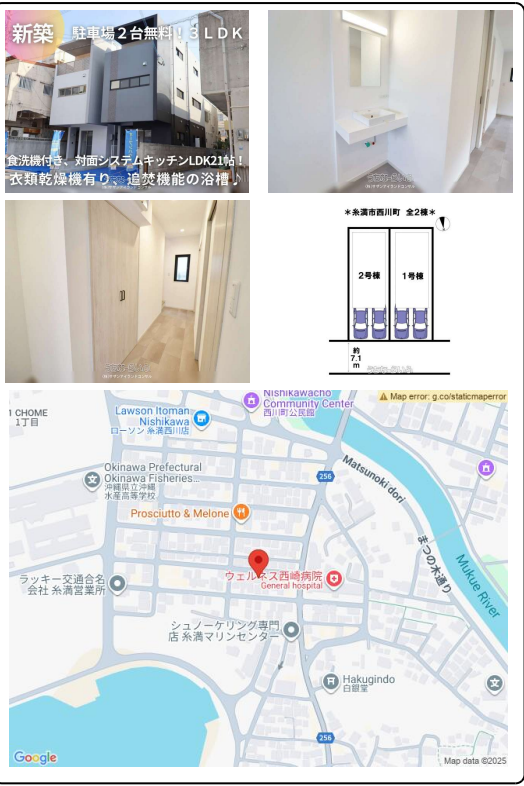 新築 駐車場2台無料!3LDK
食洗機付き、対面システムキッチンLDK21帖!
衣類乾燥機有り、追焚機能の浴槽♪
*糸満市西川町 全2棟*
2号棟
1号棟
約
7.1
m
Nishikawacho
Community Center
西川町公民館
Map error: g.co/staticmaperror
1 CHOME
1丁目
Lawson Itoman
Nishikawa
ローソン 糸満西川店
256
Matsunoki dori
Okinawa Prefectural
Okinawa Fisheries...
沖縄県立沖縄
水産高等学校
Prosciutto & Melone
まつの木通り
Mukue River
ラッキー交通合名
会社 糸満営業所
ウェルネス西崎病院
General hospital
シュノーケリング専門
店 糸満マリンセンター
Hakugindo
白銀堂
256
Google
Map data ©2025